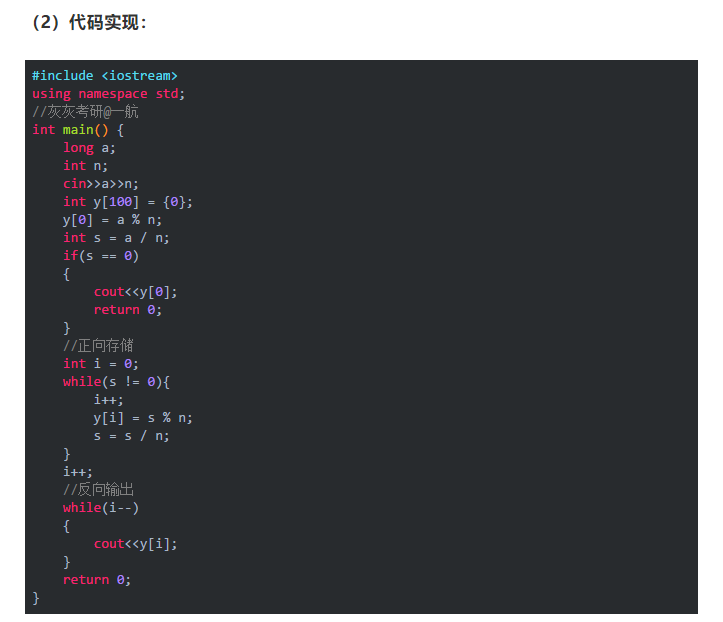 （2）代码实现：
#include <iostream>
using namespace std;
//灰灰考研@一航
int main() {
    long a;
    int n;
    cin>>a>>n;
    int y[100] = {0};
    y[0] = a % n;
    int s = a / n;
    if(s == 0)
    {
        cout<<y[0];
        return 0;
    }
    //正向存储
    int i = 0;
    while(s != 0){
        i++;
        y[i] = s % n;
        s = s / n;
    }
    i++;
    //反向输出
    while(i--)
    {
        cout<<y[i];
    }
    return 0;
}